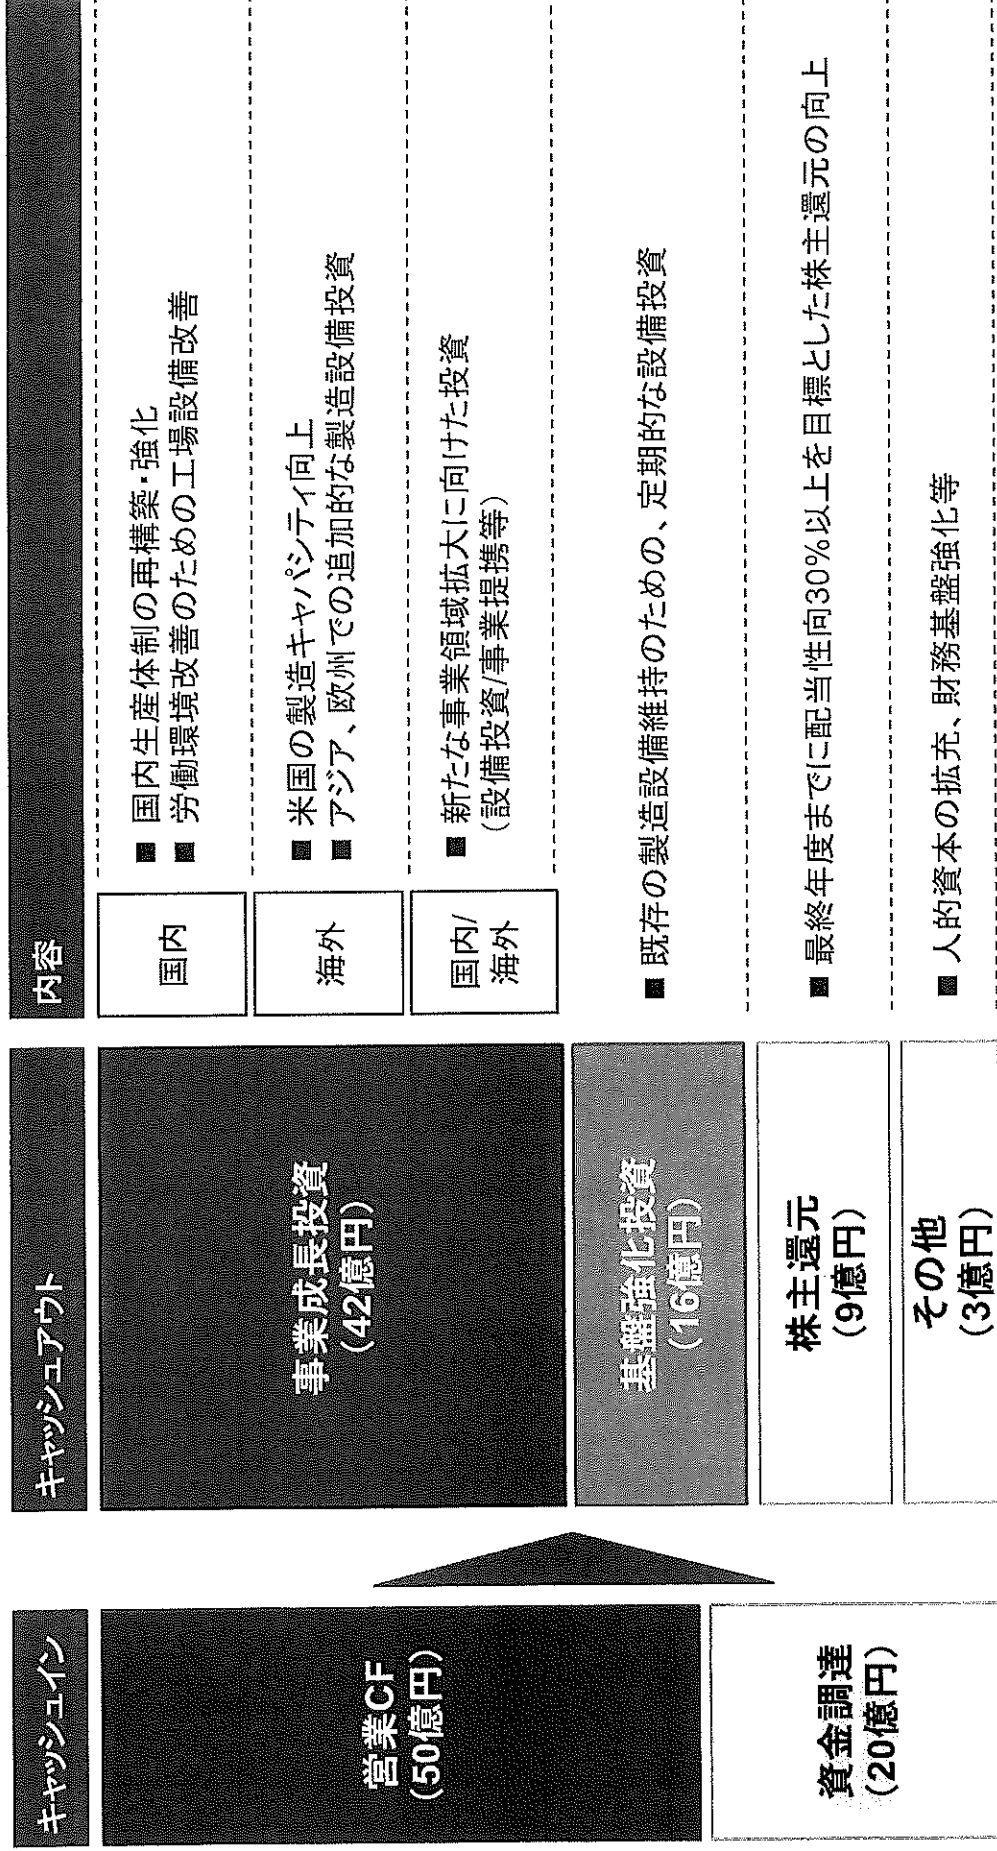 キャッシュイン
キャッシュアウト
内容
営業CF
(50億円)
資金調達
(20億円)
事業成長投資
(42億円)
国内
■ 国内生産体制の再構築・強化
■ 労働環境改善のための工場設備改善
海外
■ 米国の製造キャパシティ向上
■ アジア、欧州での追加的な製造設備投資
国内/
海外
■ 新たな事業領域拡大に向けた投資
(設備投資/事業提携等)
基盤強化投資
(16億円)
■ 既存の製造設備維持のための、定期的な設備投資
株主還元
(9億円)
■ 最終年度までに配当性向30%以上を目標とした株主還元の向上
その他
(3億円)
■ 人的資本の拡充、財務基盤強化等